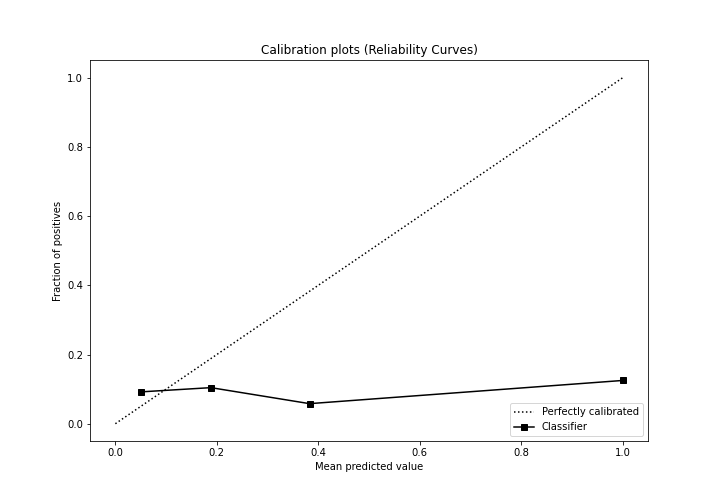 Calibration plots (Reliability Curves)
1.0
0.8
0.6
0.4
0.2
0.0
Fraction of positives
Perfectly calibrated
Classifier
0.0 0.2 0.4 0.6 0.8 1.0
Mean predicted value